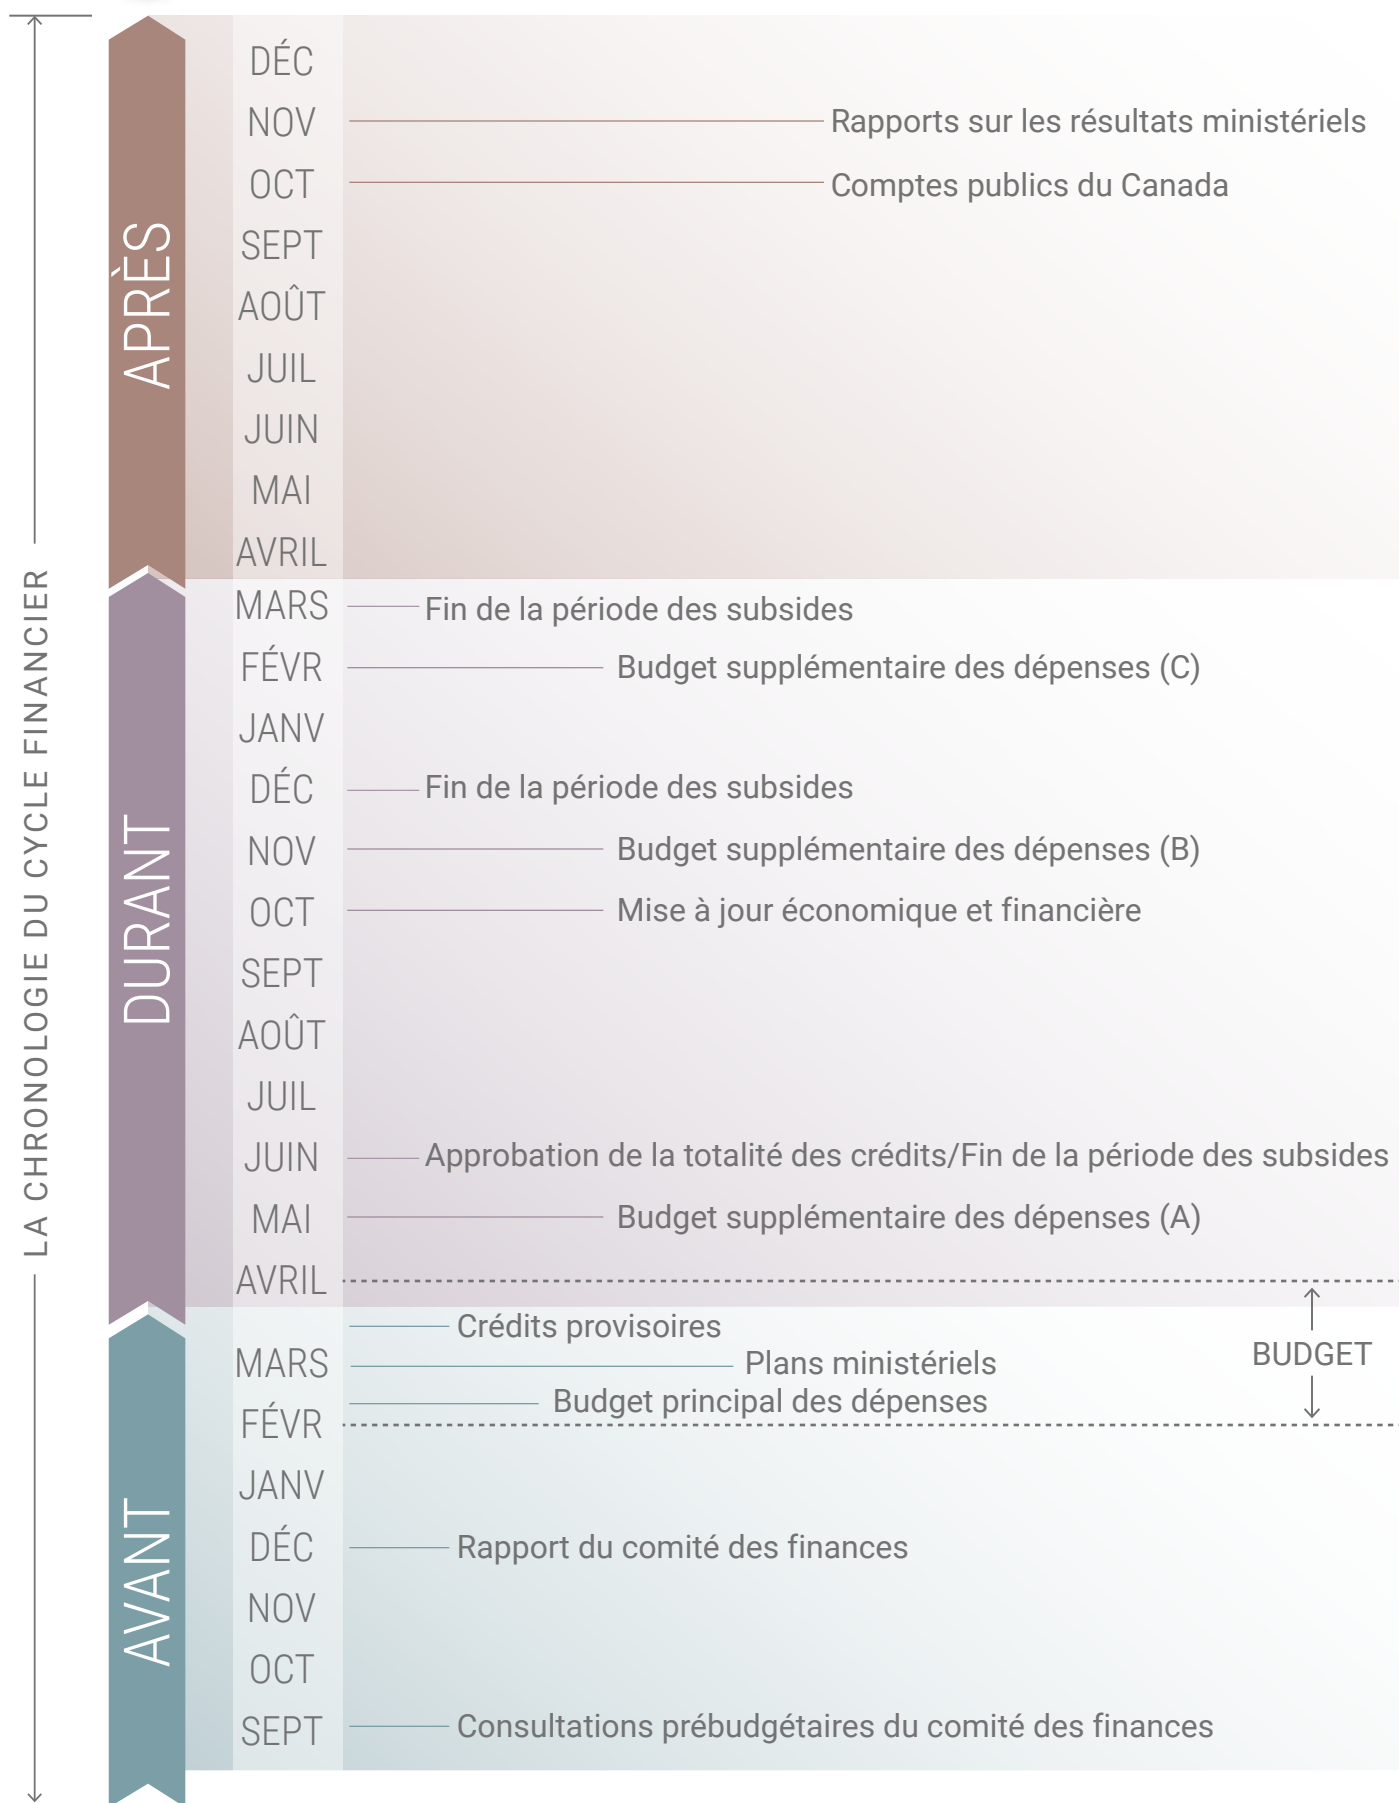 LA CHRONOLOGIE DU CYCLE FINANCIER
APRÈS
DÉC
NOV Rapports sur les résultats ministériels
OCT Comptes publics du Canada
SEPT
AOÛT
JUIL
JUIN
MAI
AVRIL
DURANT
MARS Fin de la période des subsides
FÉVR Budget supplémentaire des dépenses (C)
JANV
DÉC Fin de la période des subsides
NOV Budget supplémentaire des dépenses (B)
OCT Mise à jour économique et financière
SEPT
AOÛT
JUIL
JUIN Approbation de la totalité des crédits/Fin de la période des subsides
MAI Budget supplémentaire des dépenses (A)
AVRIL
BUDGET
AVANT
Crédits provisoires
MARS Plans ministériels
Budget principal des dépenses
FÉVR
JANV
DÉC Rapport du comité des finances
NOV
OCT
SEPT Consultations prébudgétaires du comité des finances